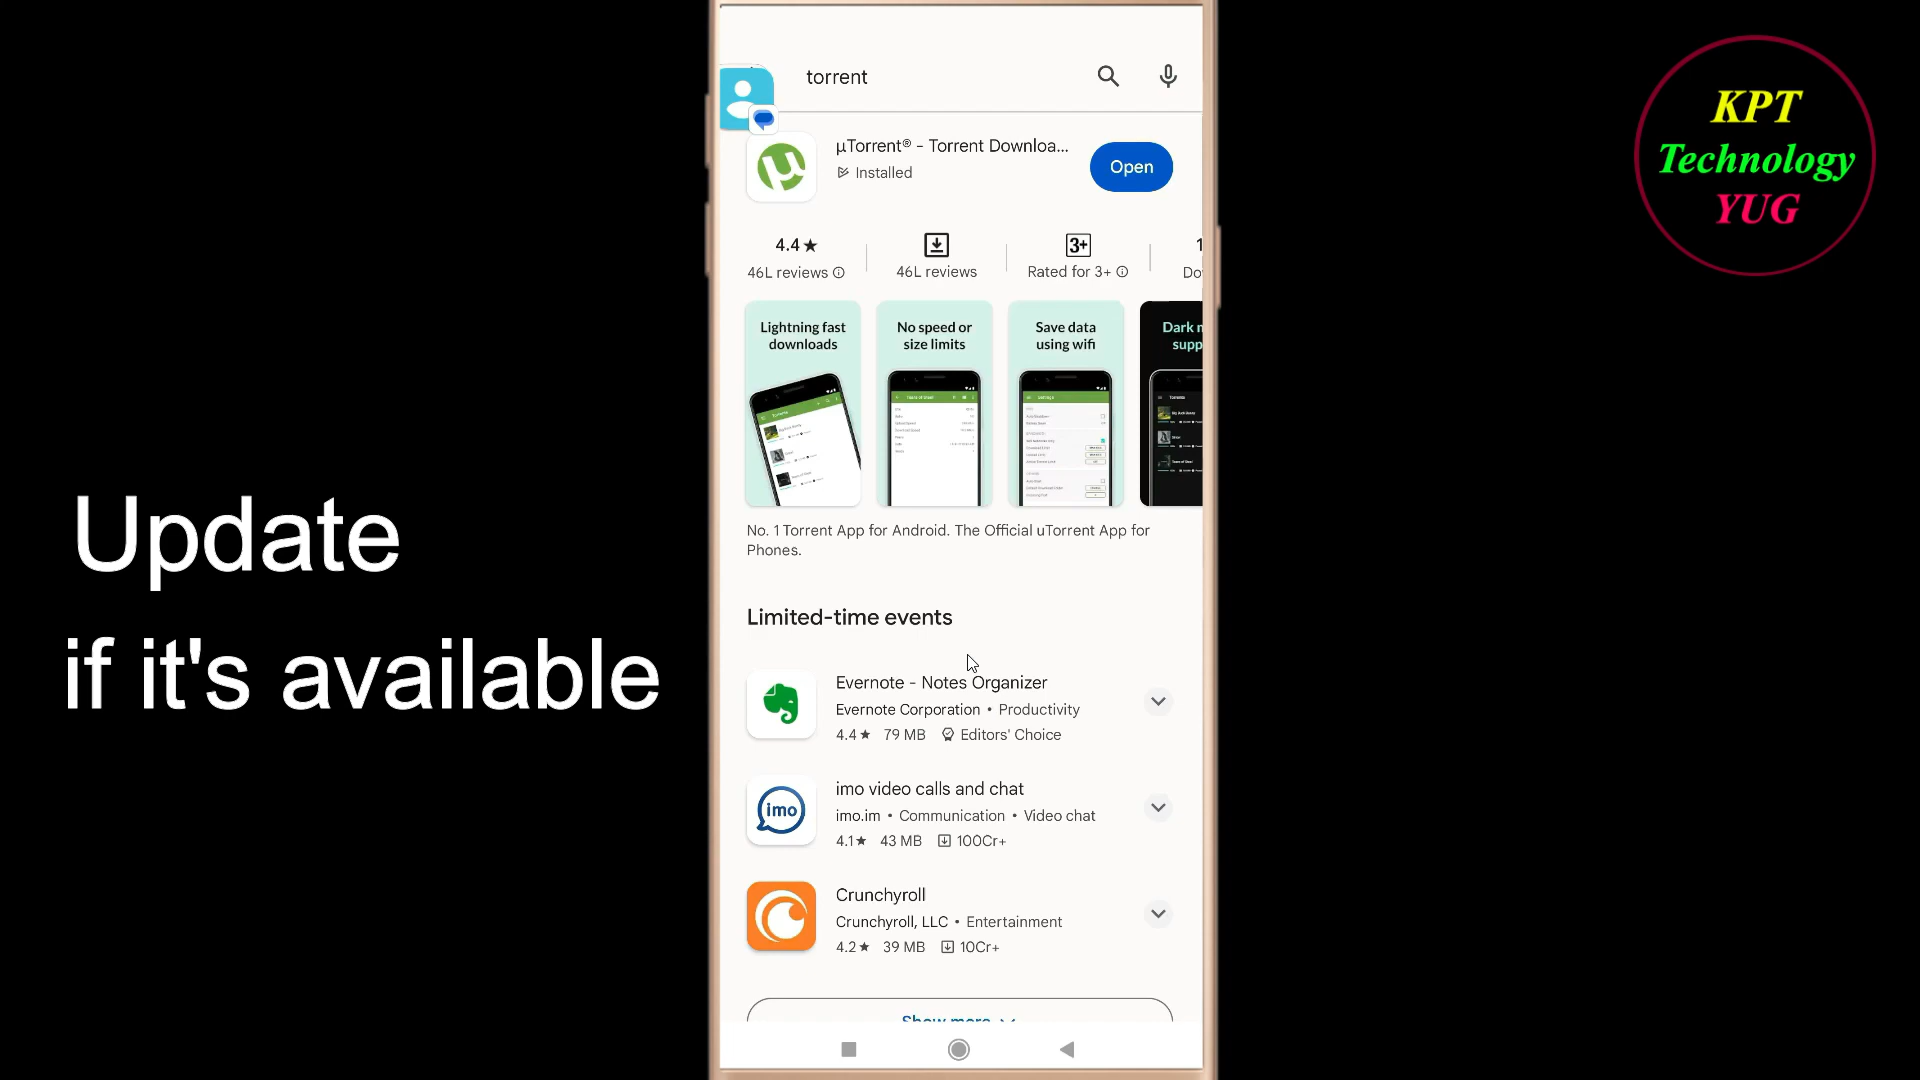 torrent
µTorrent® - Torrent Downloa...
Installed
Open
4.4★
46L reviews
46L reviews
3+
Rated for 3+
Lightning fast
downloads
No speed or
size limits
Save data
using wifi
No. 1 Torrent App for Android. The Official uTorrent App for
Phones.
Limited-time events
Evernote - Notes Organizer
Evernote Corporation • Productivity
4.4★ 79 MB Editors' Choice
imo
imo video calls and chat
imo.im • Communication • Video chat
4.1★ 43 MB 100Cr+
Crunchyroll
Crunchyroll, LLC • Entertainment
4.2★ 39 MB 10Cr+
Show more
Update
if it's available
KPT
Technology
YUG